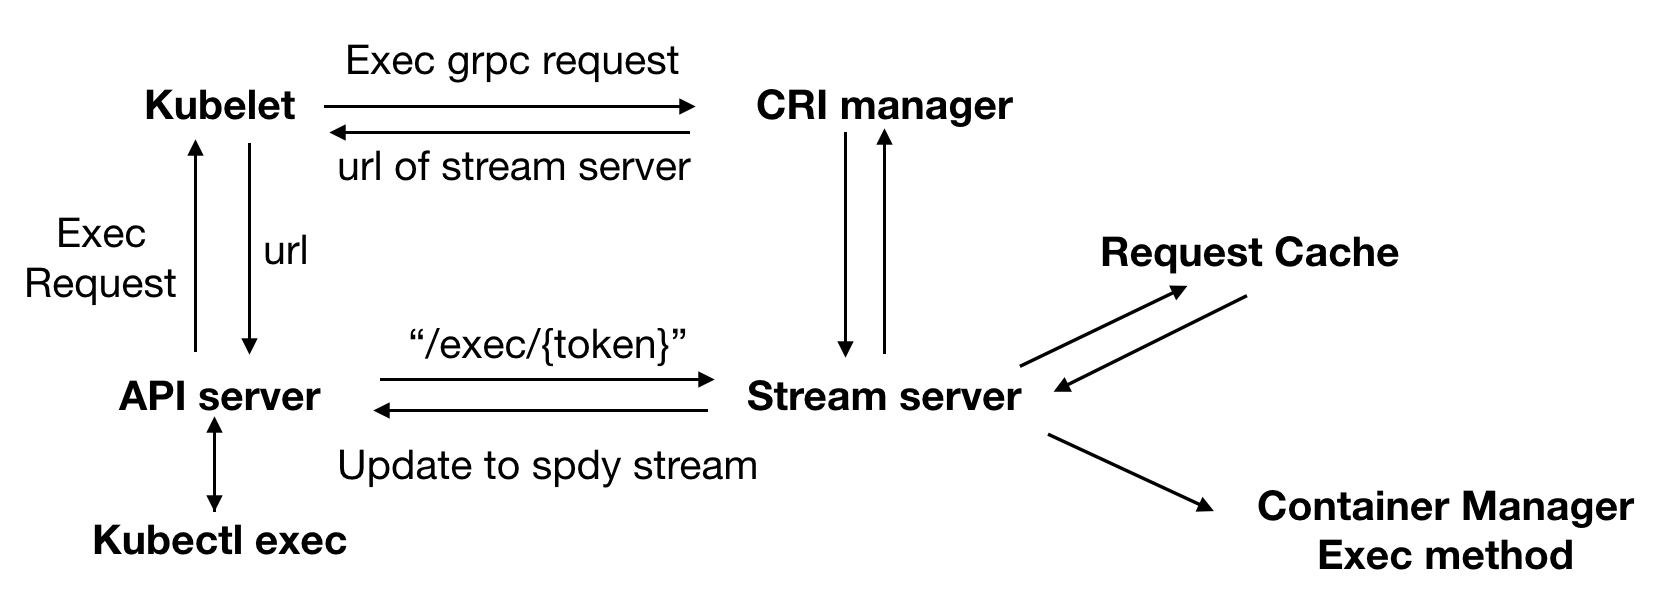 Exec grpc request
Kubelet
CRI manager
url of stream server
Exec
Request
url
Request Cache
“/exec/{token}”
API server
Stream server
Update to spdy stream
Kubectl exec
Container Manager
Exec method